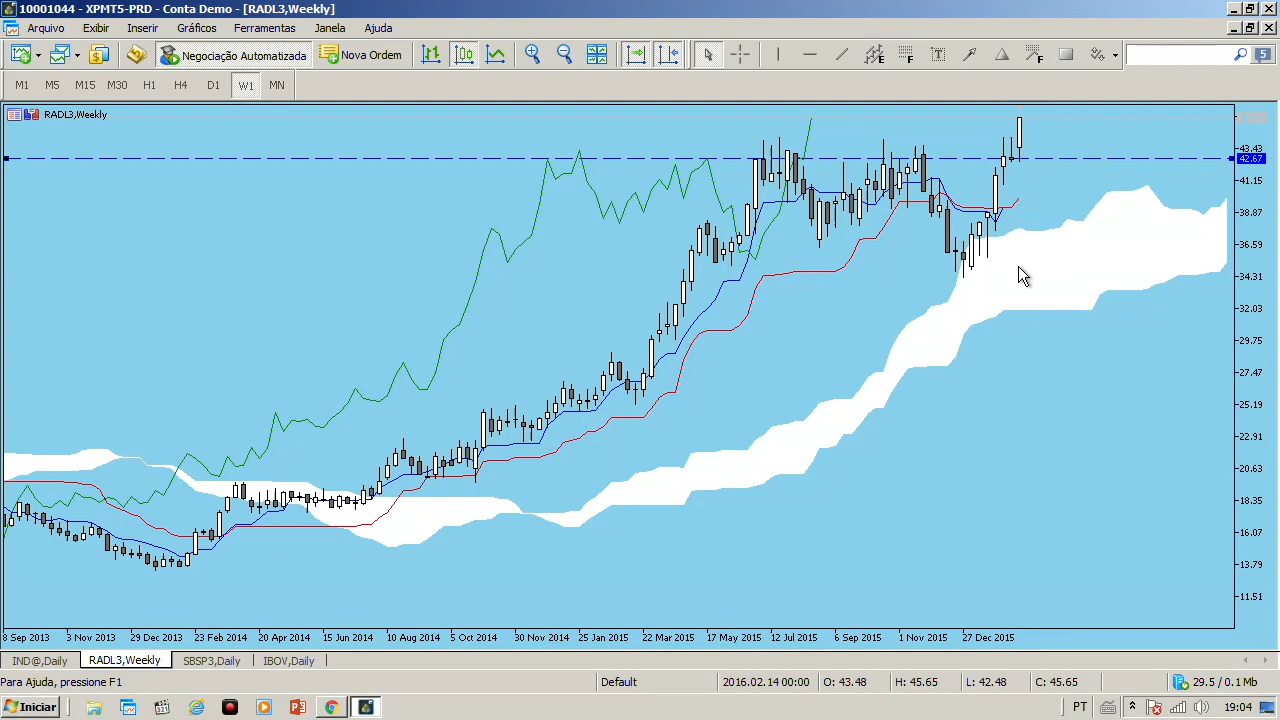 10001044 - XPMT5-PRD - Conta Demo - [RADL3,Weekly]
Arquivo Exibir Inserir Gráficos Ferramentas Janela Ajuda
Negociação Automatizada Nova Ordem 5
M1 M5 M15 M30 H1 H4 D1 W1 MN
RADL3,Weekly
43.43
42.67
41.15
38.87
36.59
34.31
32.03
29.75
27.47
25.19
22.91
20.63
18.35
16.07
13.79
11.51
8 Sep 2013 3 Nov 2013 29 Dec 2013 23 Feb 2014 20 Apr 2014 15 Jun 2014 10 Aug 2014 5 Oct 2014 30 Nov 2014 25 Jan 2015 22 Mar 2015 17 May 2015 12 Jul 2015 6 Sep 2015 1 Nov 2015 27 Dec 2015
IND@,Daily RADL3,Weekly SBSP3,Daily IBOV,Daily
Para Ajuda, pressione F1 Default 2016.02.14 00:00 O: 43.48 H: 45.65 L: 42.48 C: 45.65 29.5 / 0.1 Mb
Iniciar PT 19:04